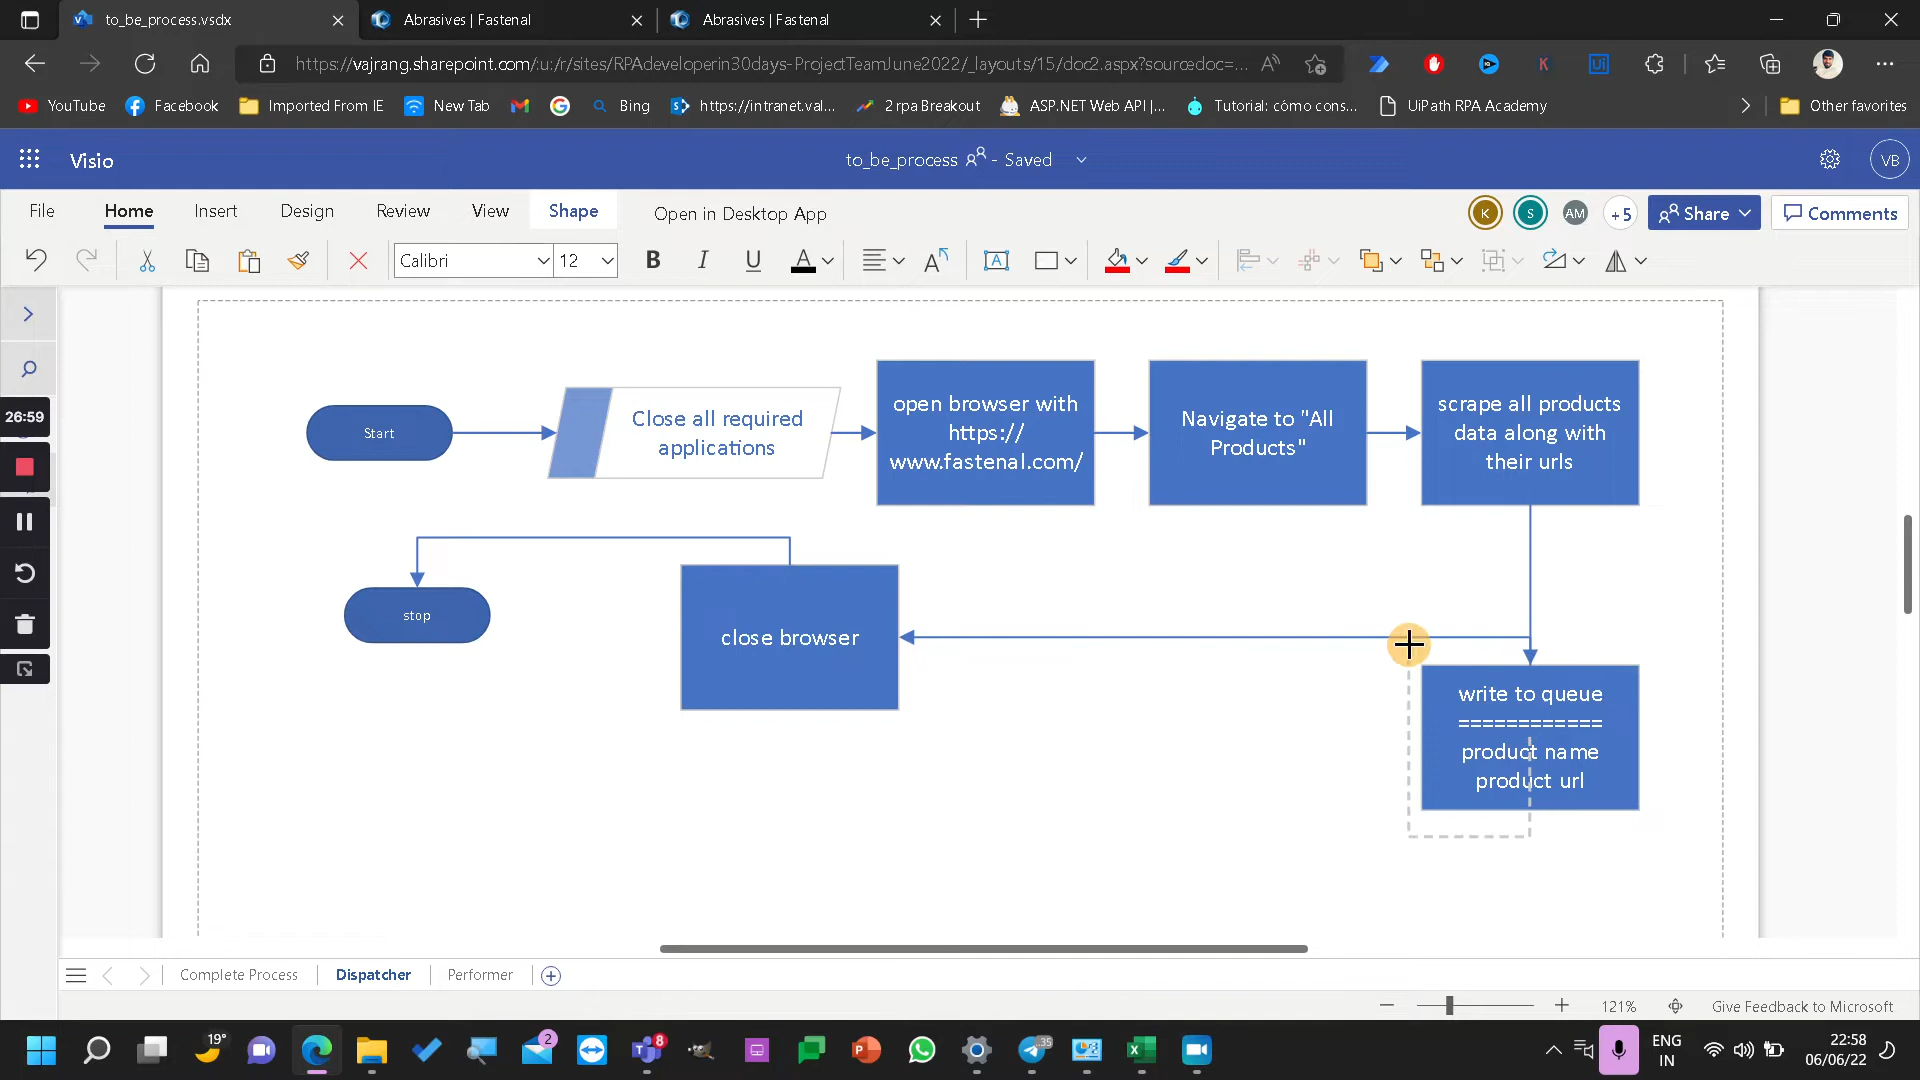 to_be_process.vsdx
Abrasives | Fastenal
Abrasives | Fastenal
https://vajrang.sharepoint.com/:u:/r/sites/RPAdeveloperin30days-ProjectTeamJune2022/_layouts/15/doc2.aspx?sourcedoc=...
YouTube
Facebook
Imported From IE
New Tab
Bing
https://intranet.val...
2 rpa Breakout
ASP.NET Web API |...
Tutorial: cómo cons...
UiPath RPA Academy
Other favorites
Visio
to_be_process - Saved
VB
File
Home
Insert
Design
Review
View
Shape
Open in Desktop App
K
S
AM
+5
Share
Comments
Calibri
12
B
I
U
A
26:59
Start
Close all required
applications
open browser with
https://
www.fastenal.com/
Navigate to "All
Products"
scrape all products
data along with
their urls
stop
close browser
write to queue
============
product name
product url
Complete Process
Dispatcher
Performer
121%
Give Feedback to Microsoft
19°
2
8
35
ENG
IN
22:58
06/06/22